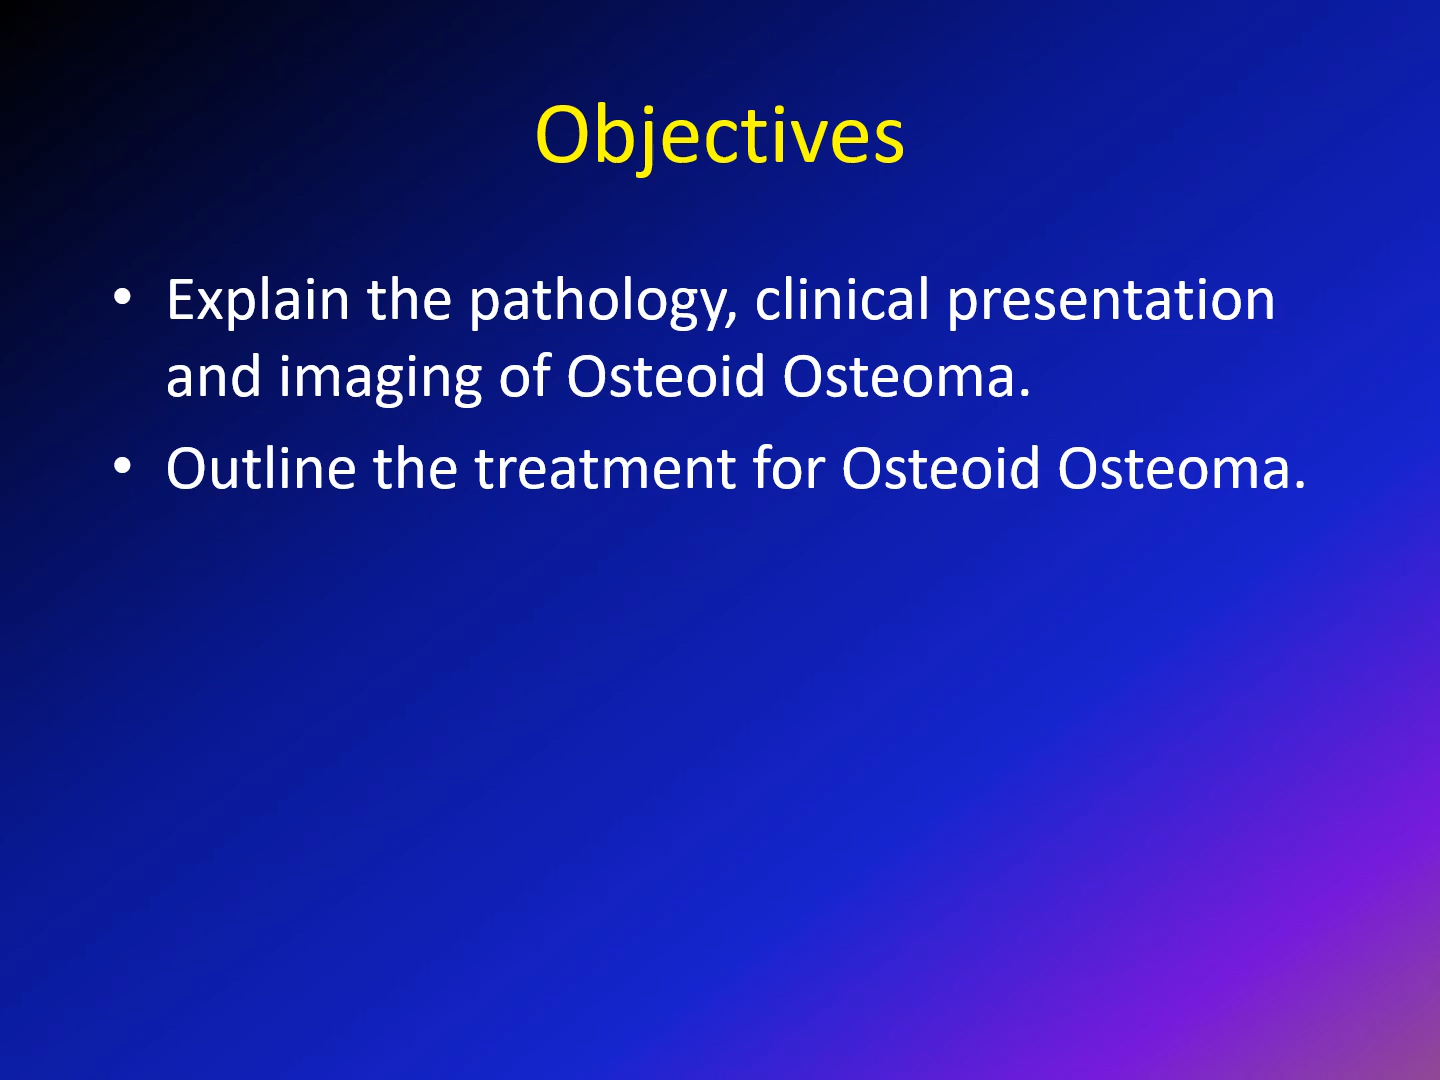 Objectives
• Explain the pathology, clinical presentation
and imaging of Osteoid Osteoma.
• Outline the treatment for Osteoid Osteoma.